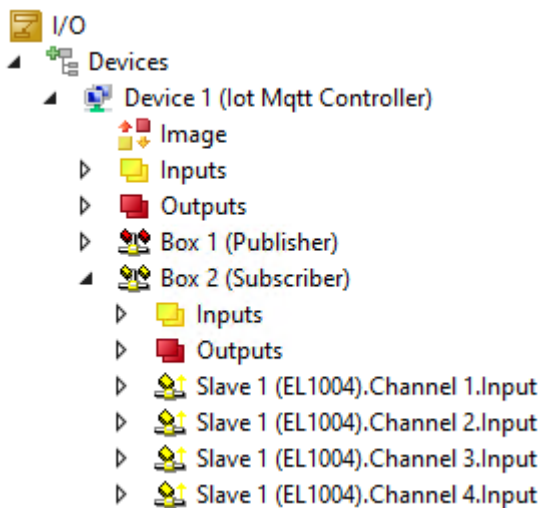 I/O
Devices
Device 1 (Iot Mqtt Controller)
Image
Inputs
Outputs
Box 1 (Publisher)
Box 2 (Subscriber)
Inputs
Outputs
Slave 1 (EL1004).Channel 1.Input
Slave 1 (EL1004).Channel 2.Input
Slave 1 (EL1004).Channel 3.Input
Slave 1 (EL1004).Channel 4.Input